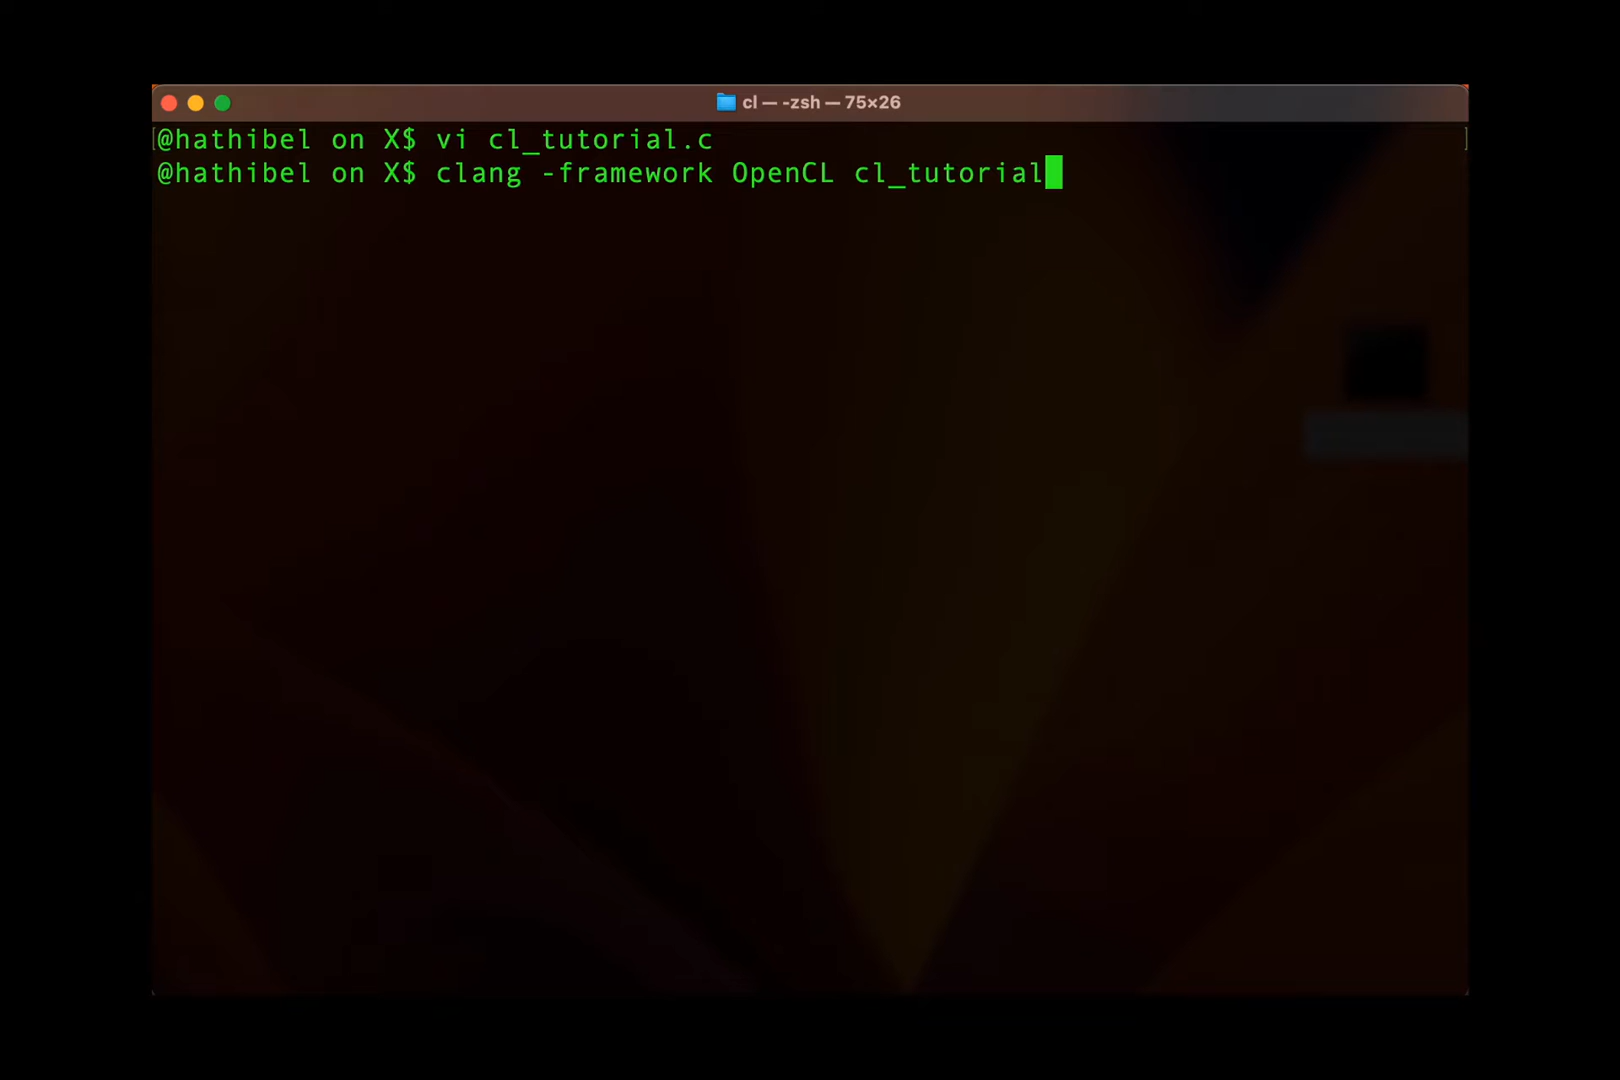 cl — -zsh — 75×26
@hathibel on X$ vi cl_tutorial.c
@hathibel on X$ clang -framework OpenCL cl_tutorial